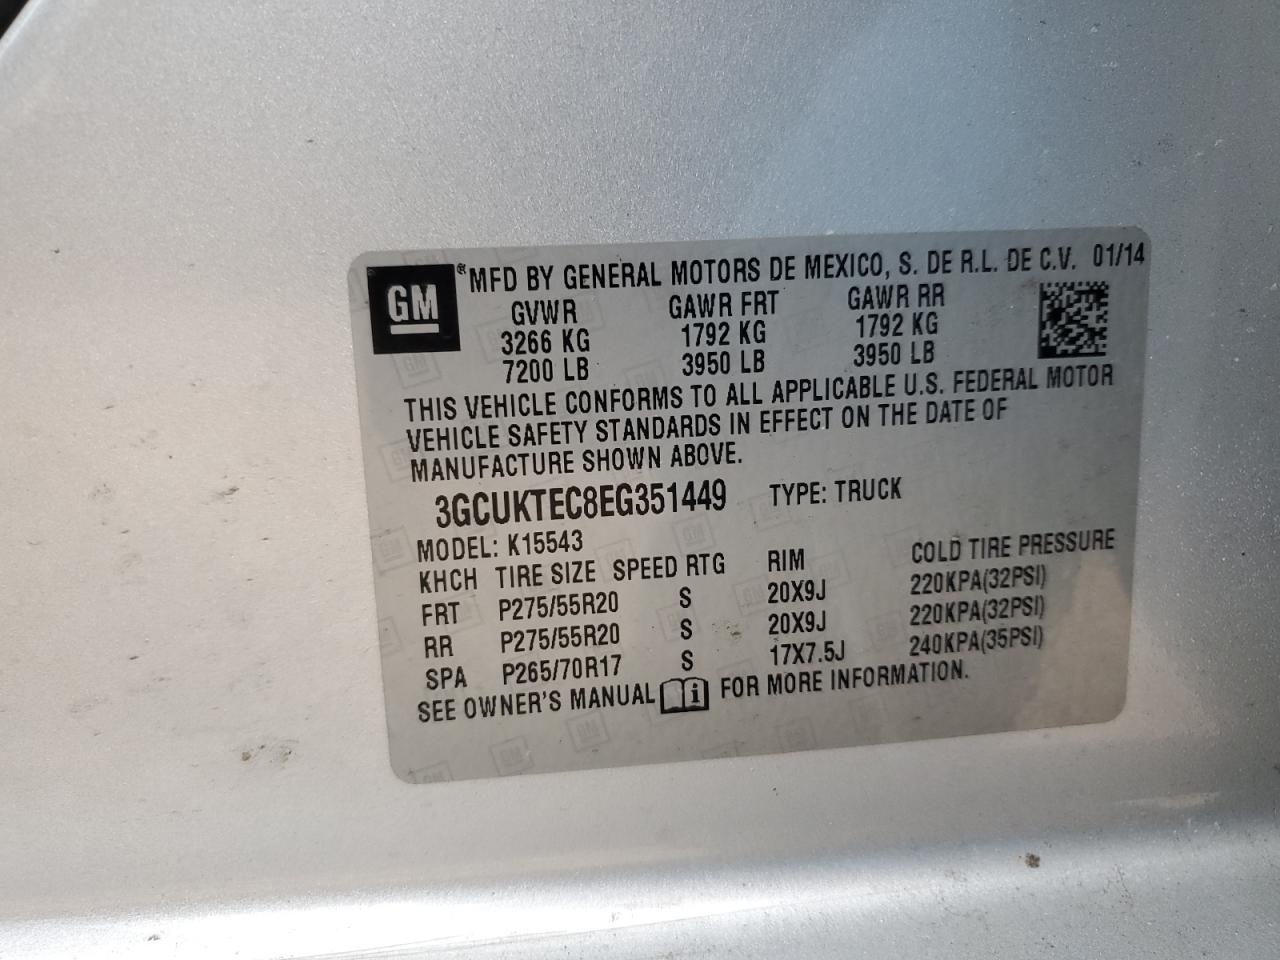 GM ® MFD BY GENERAL MOTORS DE MEXICO, S. DE R.L. DE C.V. 01/14
GVWR GAWR FRT GAWR RR
3266 KG 1792 KG 1792 KG
7200 LB 3950 LB 3950 LB
THIS VEHICLE CONFORMS TO ALL APPLICABLE U.S. FEDERAL MOTOR
VEHICLE SAFETY STANDARDS IN EFFECT ON THE DATE OF
MANUFACTURE SHOWN ABOVE.
3GCUKTEC8EG351449 TYPE: TRUCK
MODEL: K15543
KHCH TIRE SIZE SPEED RTG RIM COLD TIRE PRESSURE
FRT P275/55R20 S 20X9J 220KPA(32PSI)
RR P275/55R20 S 20X9J 220KPA(32PSI)
SPA P265/70R17 S 17X7.5J 240KPA(35PSI)
SEE OWNER'S MANUAL i FOR MORE INFORMATION.